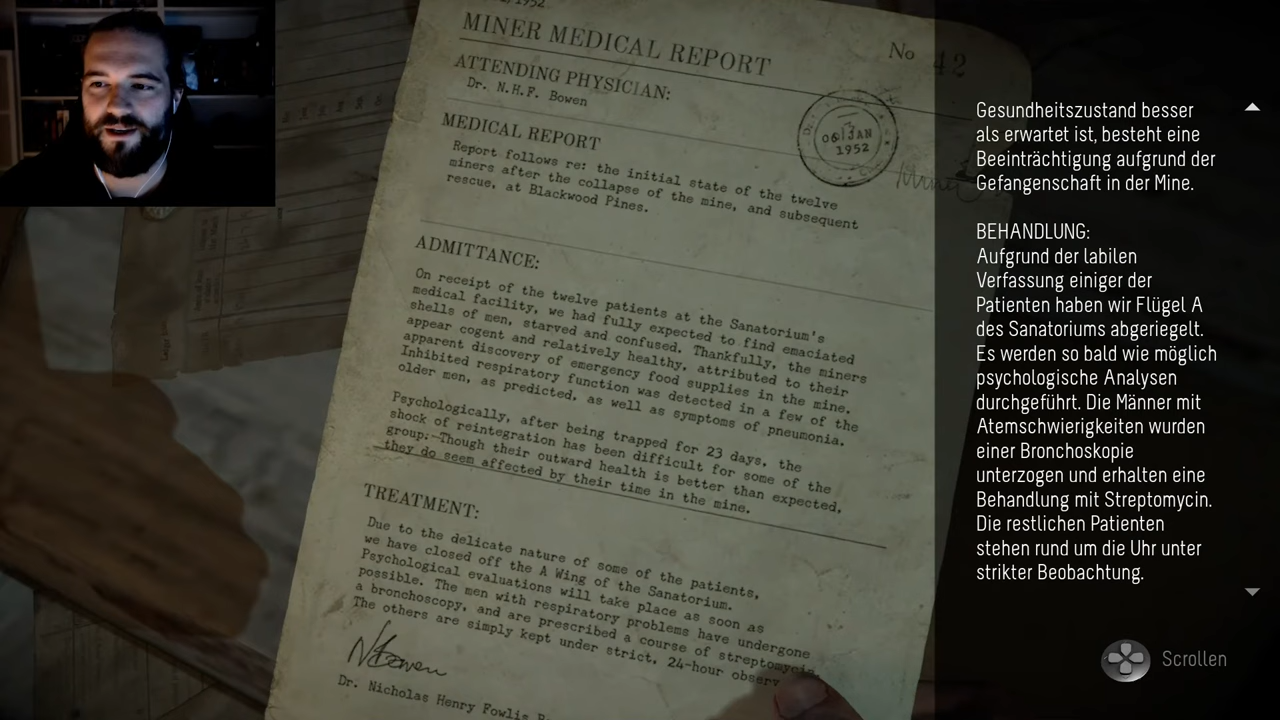 1952
MINER MEDICAL REPORT
No 42
ATTENDING PHYSICIAN:
Dr. N.H.F. Bowen
JAN
1952
MEDICAL REPORT
Report follows re: the initial state of the twelve
miners after the collapse of the mine, and subsequent
rescue, at Blackwood Pines.
ADMITTANCE:
On receipt of the twelve patients at the Sanatorium's
medical facility, we had fully expected to find emaciated
shells of men, starved and confused. Thankfully, the miners
appear cogent and relatively healthy, attributed to their
apparent discovery of emergency food supplies in the mine.
Inhibited respiratory function was detected in a few of the
older men, as predicted, as well as symptoms of pneumonia.
Psychologically, after being trapped for 23 days, the
shock of reintegration has been difficult for some of the
group. Though their outward health is better than expected,
they do seem affected by their time in the mine.
TREATMENT:
Due to the delicate nature of some of the patients,
we have closed off the A Wing of the Sanatorium.
Psychological evaluations will take place as soon as
possible. The men with respiratory problems have undergone
a bronchoscopy, and are prescribed a course of streptomycin.
The others are simply kept under strict, 24-hour observ
Dr. Nicholas Henry Fowlis
Gesundheitszustand besser
als erwartet ist, besteht eine
Beeinträchtigung aufgrund der
Gefangenschaft in der Mine.
BEHANDLUNG:
Aufgrund der labilen
Verfassung einiger der
Patienten haben wir Flügel A
des Sanatoriums abgeriegelt.
Es werden so bald wie möglich
psychologische Analysen
durchgeführt. Die Männer mit
Atemschwierigkeiten wurden
einer Bronchoskopie
unterzogen und erhalten eine
Behandlung mit Streptomycin.
Die restlichen Patienten
stehen rund um die Uhr unter
strikter Beobachtung.
Scrollen